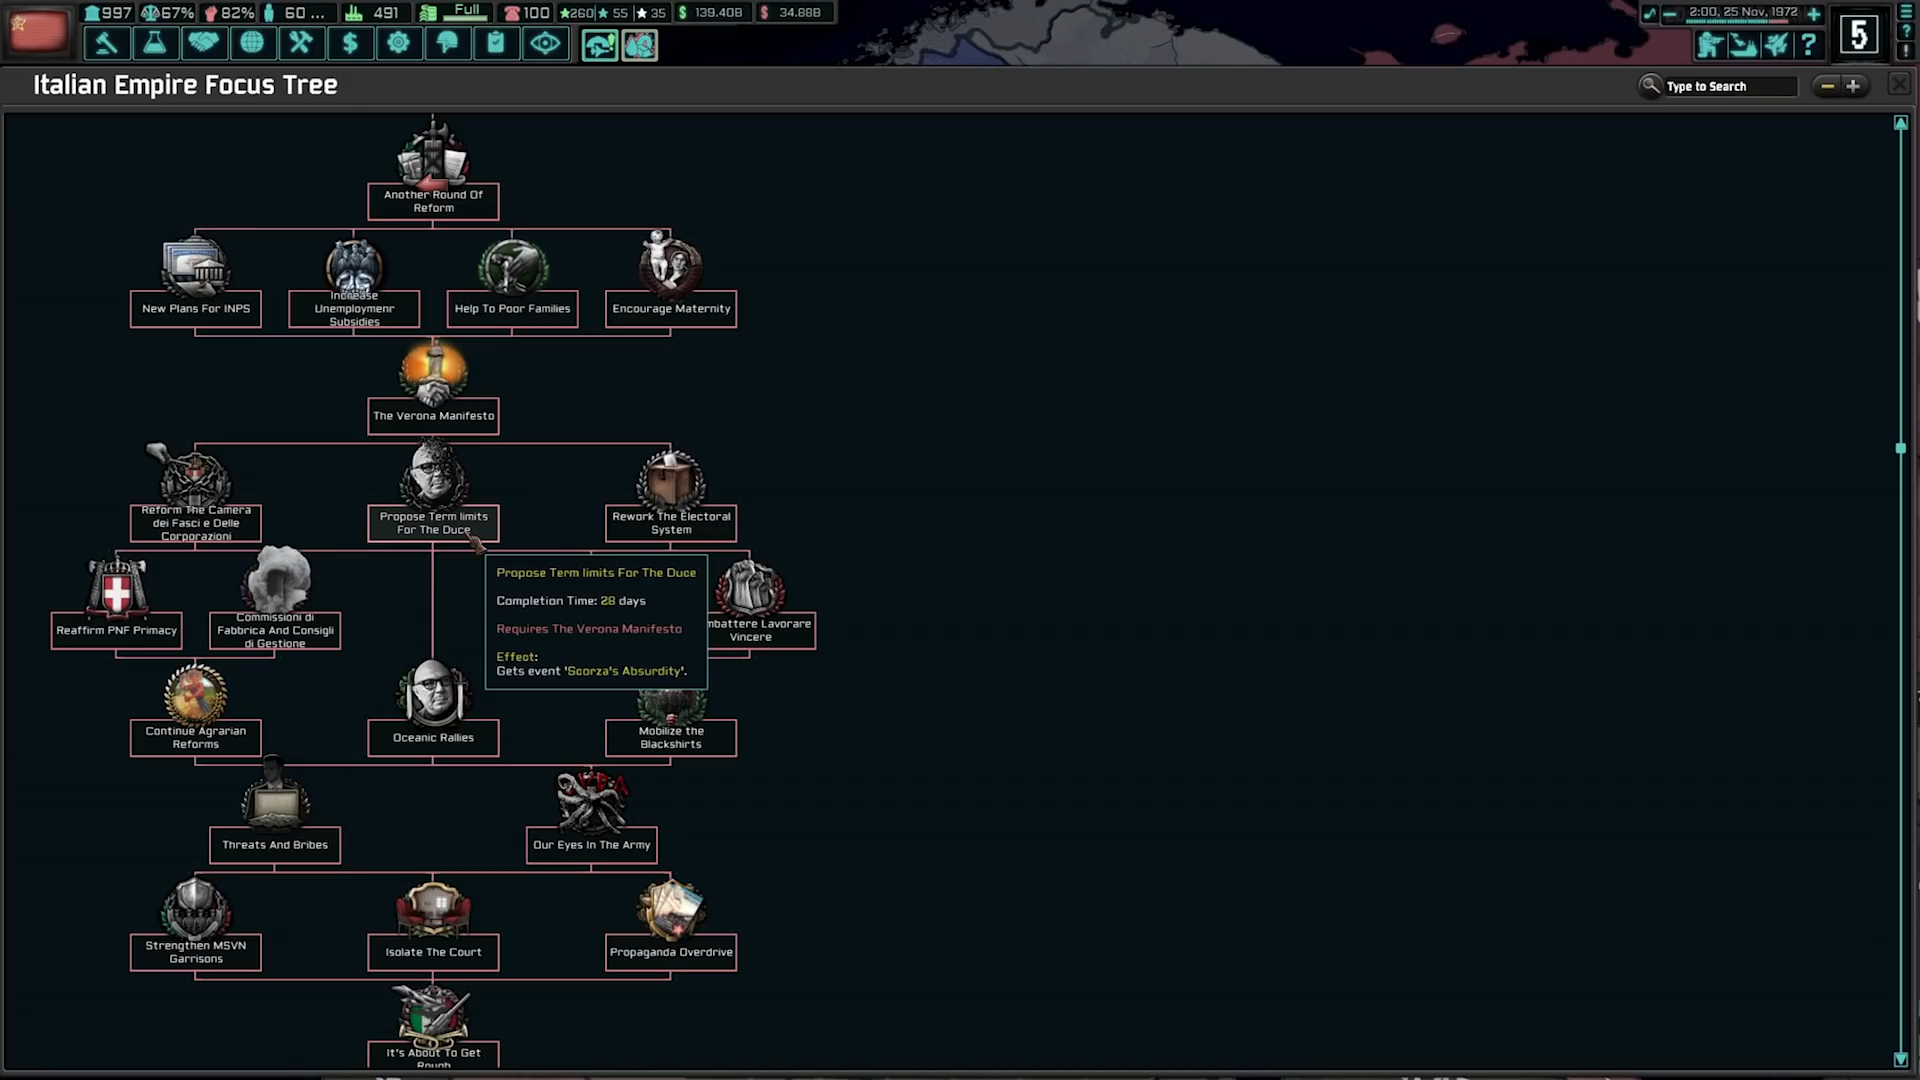 997 67% 82% 60 ... 491 Full 100 260 55 35 $ 139.40B $ 34.88B
2:00, 25 Nov, 1972
5
Italian Empire Focus Tree
Type to Search
Another Round Of
Reform
New Plans For INPS
Increase
Unemploymenr
Subsidies
Help To Poor Families
Encourage Maternity
The Verona Manifesto
Reform The Camera
dei Fasci e Delle
Corporazioni
Propose Term limits
For The Duce
Rework The Electoral
System
Propose Term limits For The Duce
Completion Time: 28 days
Requires The Verona Manifesto
Effect:
Gets event 'Scorza's Absurdity'.
Reaffirm PNF Primacy
Commissioni di
Fabbrica And Consigli
di Gestione
mbattere Lavorare
Vincere
Continue Agrarian
Reforms
Oceanic Rallies
Mobilize the
Blackshirts
Threats And Bribes
Our Eyes In The Army
Strengthen MSVN
Garrisons
Isolate The Court
Propaganda Overdrive
It's About To Get
Rough